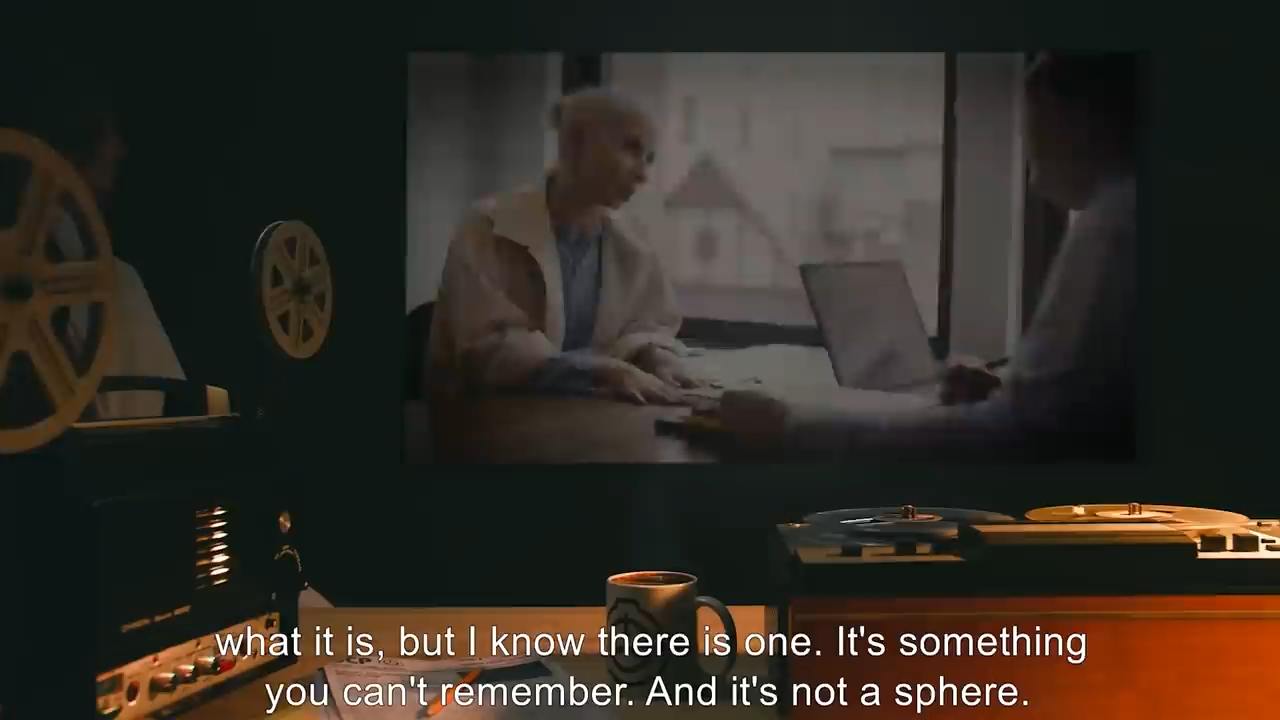 what it is, but I know there is one. It's something
you can't remember. And it's not a sphere.